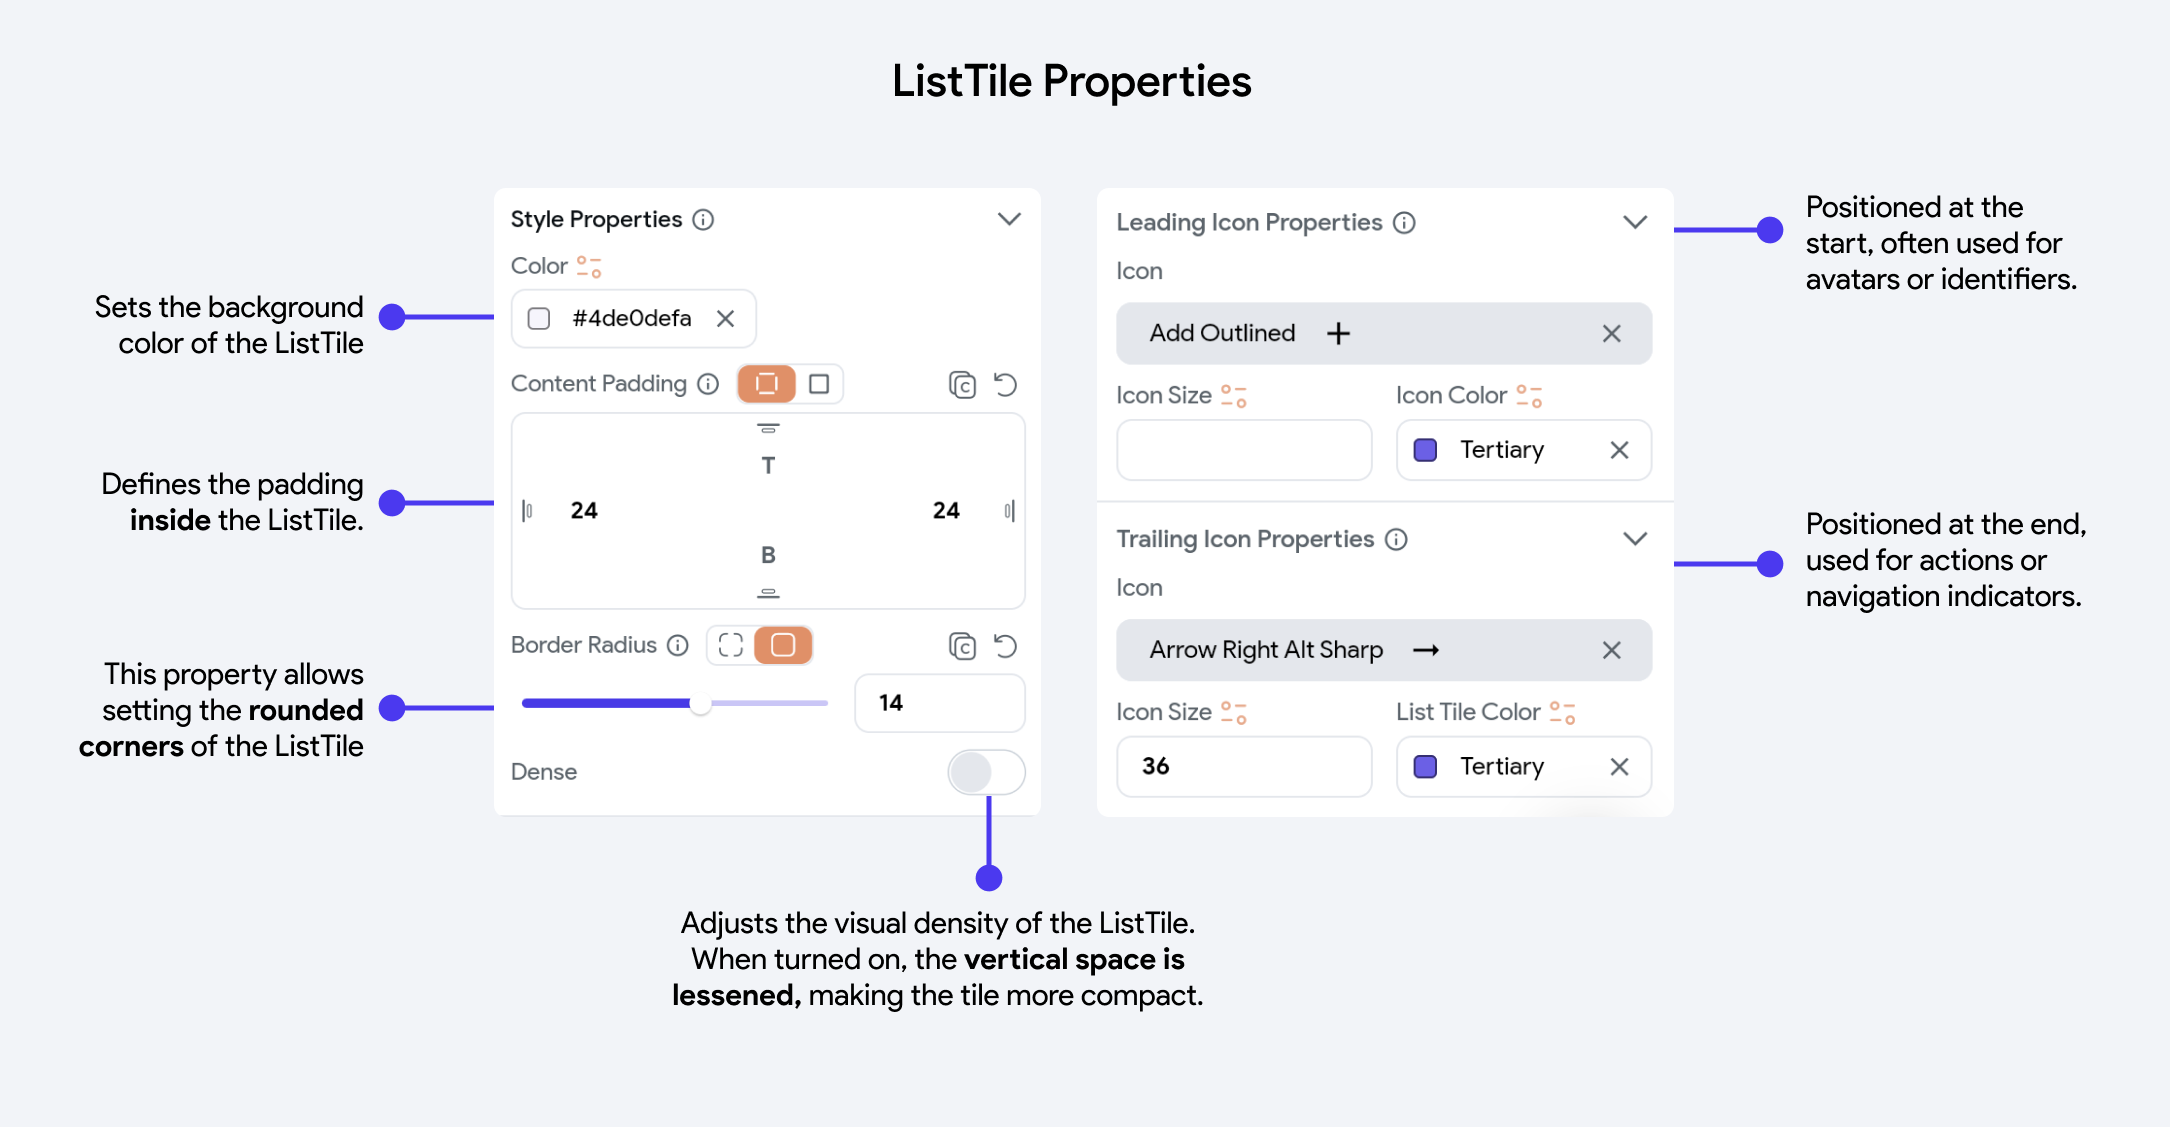 ListTile Properties
Sets the background
color of the ListTile
Defines the padding
inside the ListTile.
This property allows
setting the rounded
corners of the ListTile
Style Properties
Color
#4de0defa
Content Padding
T
24 24
B
Border Radius
14
Dense
Adjusts the visual density of the ListTile.
When turned on, the vertical space is
lessened, making the tile more compact.
Leading Icon Properties
Icon
Add Outlined
Icon Size Icon Color
Tertiary
Trailing Icon Properties
Icon
Arrow Right Alt Sharp
Icon Size List Tile Color
36 Tertiary
Positioned at the
start, often used for
avatars or identifiers.
Positioned at the end,
used for actions or
navigation indicators.